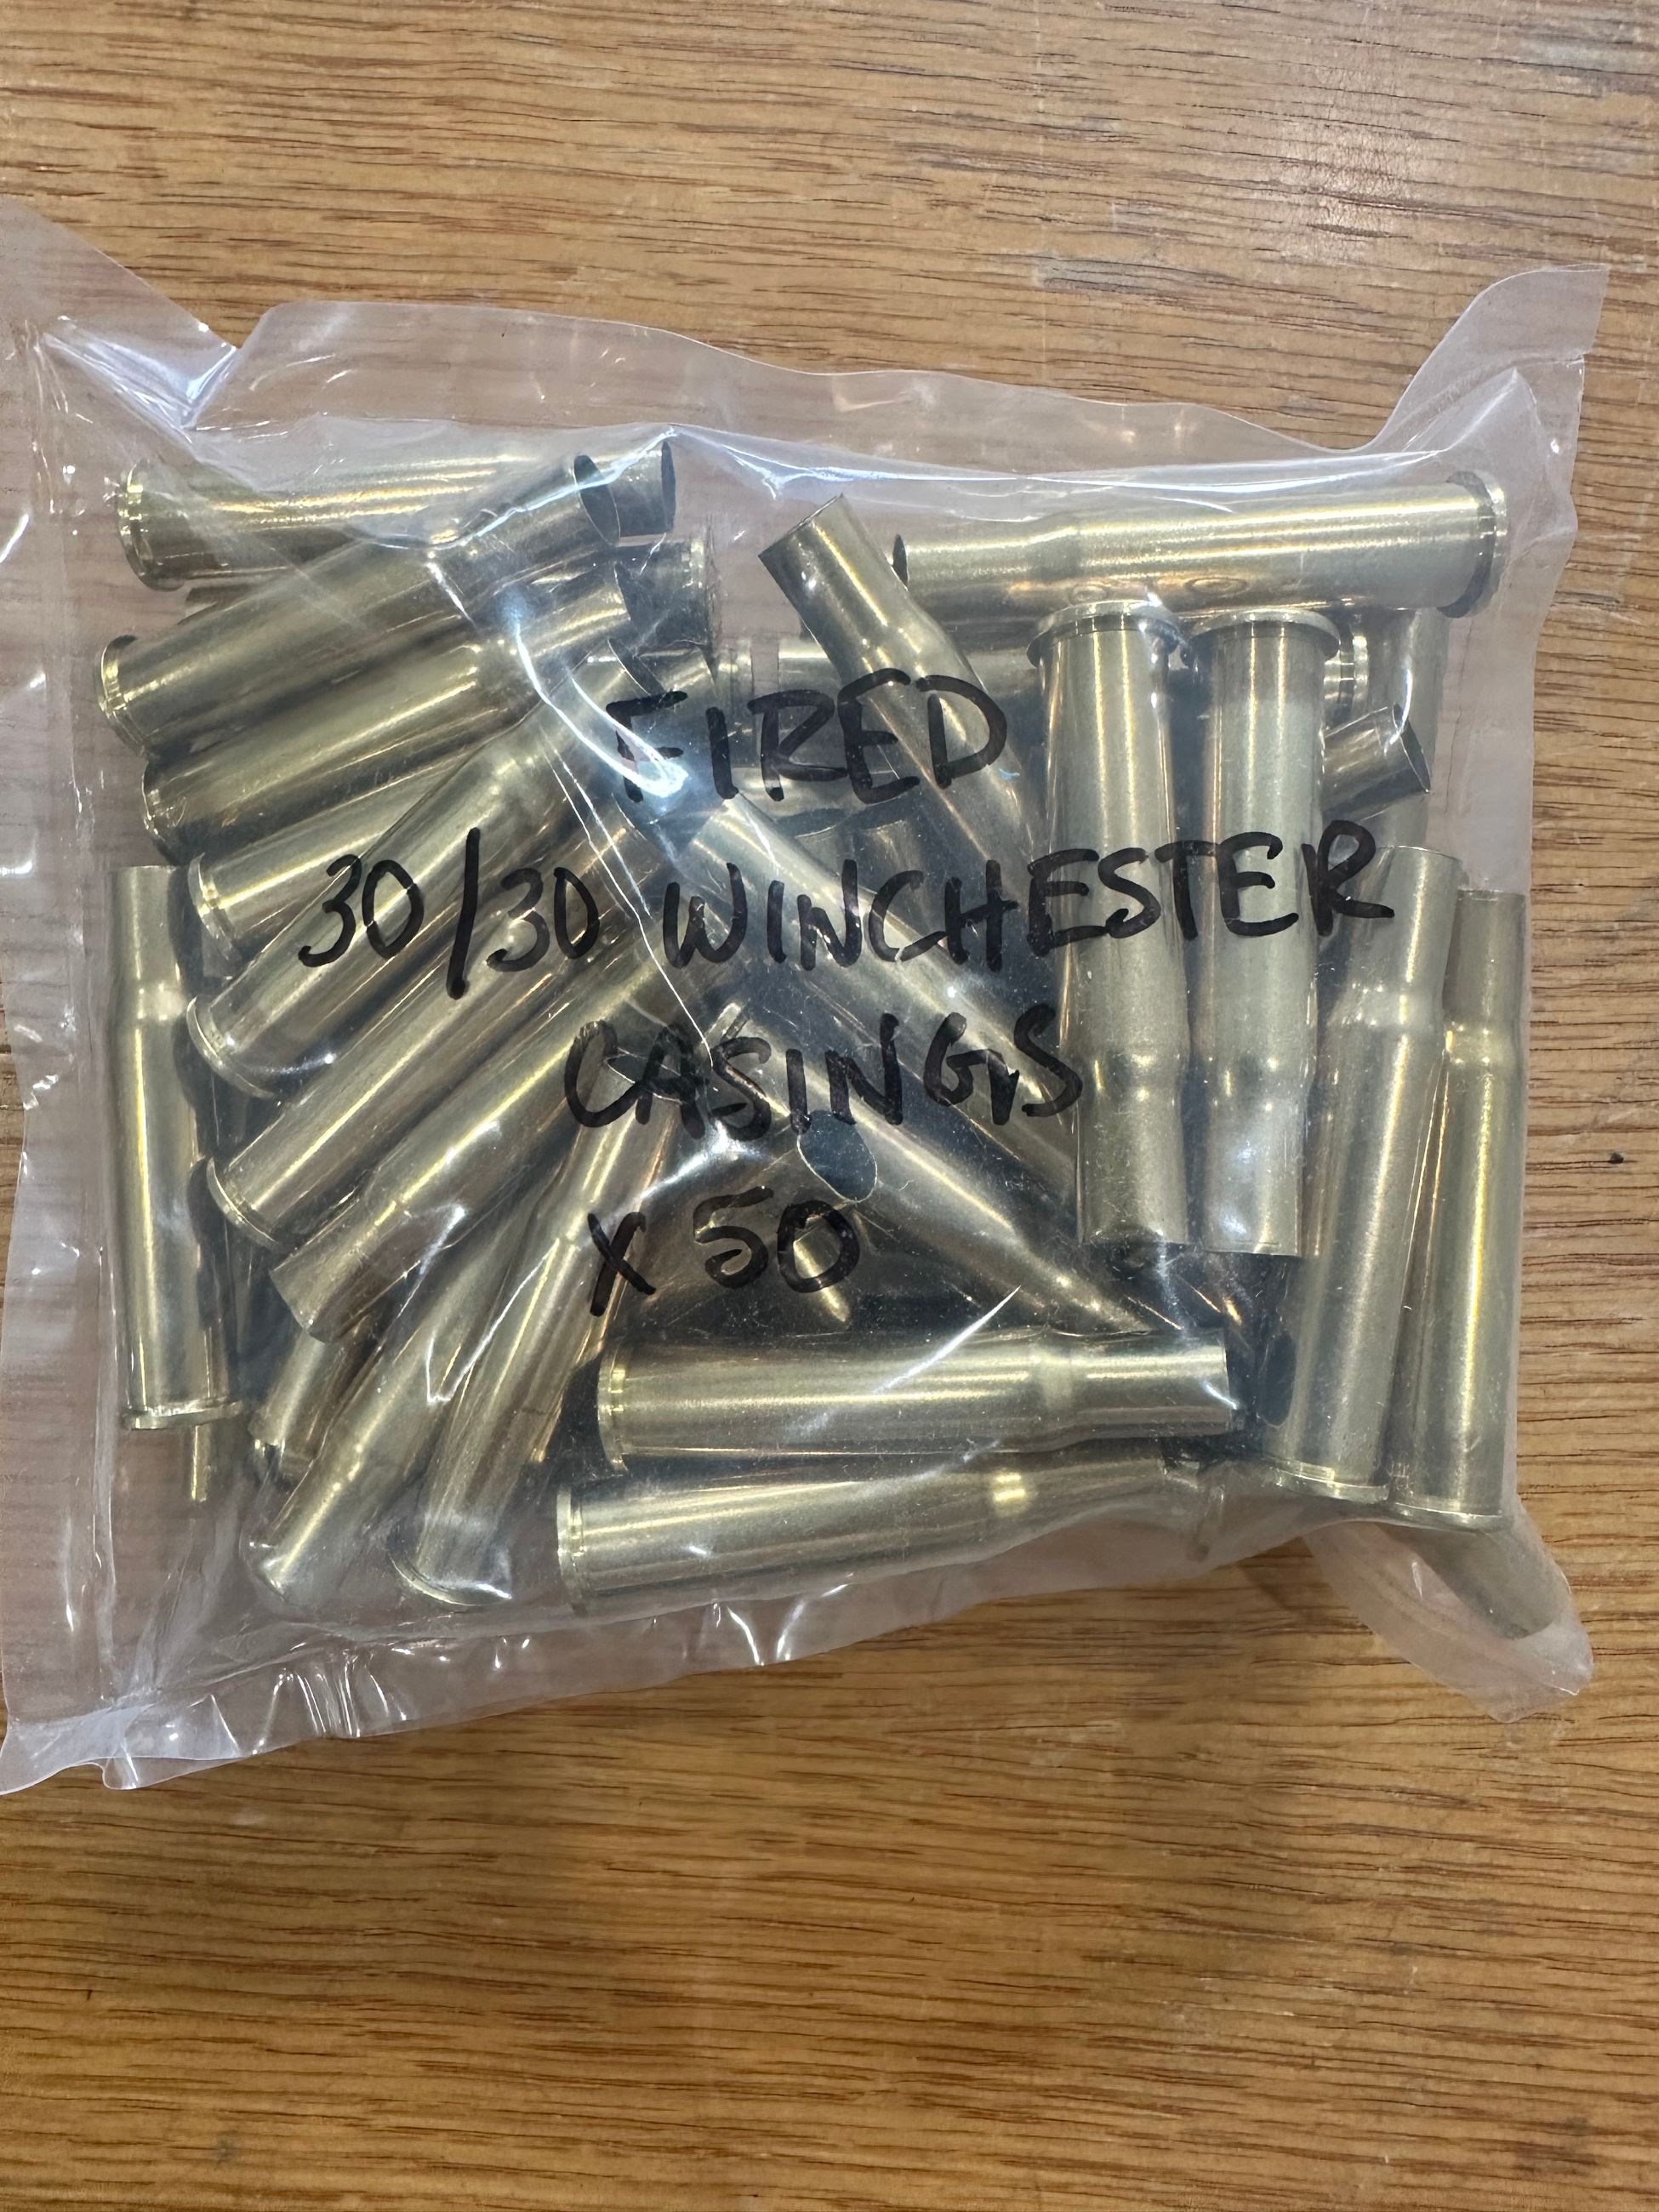 FIRED
30/30 WINCHESTER
CASINGS
X 50